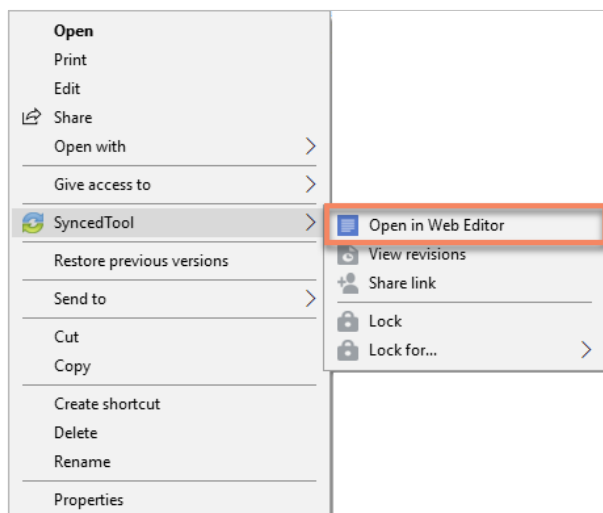 Open
Print
Edit
Share
Open with
Give access to
SyncedTool
Restore previous versions
Send to
Cut
Copy
Create shortcut
Delete
Rename
Properties
Open in Web Editor
View revisions
Share link
Lock
Lock for...